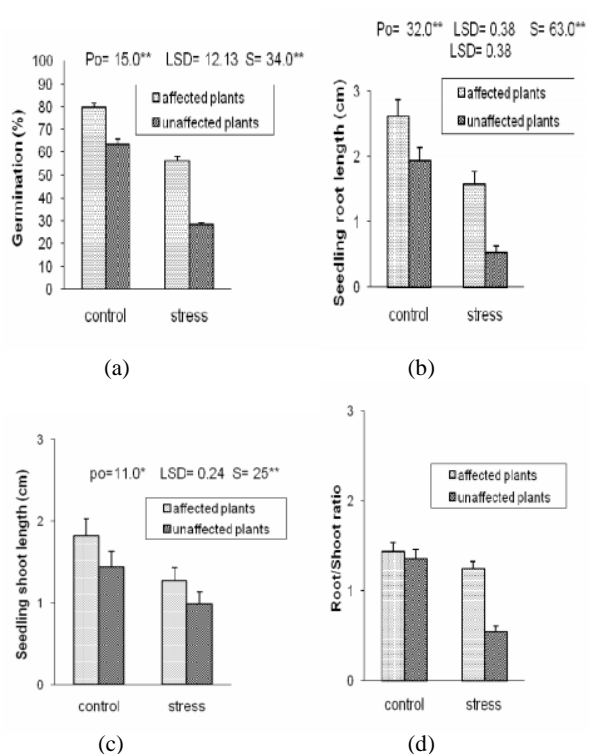 Po= 15.0** LSD= 12.13 S= 34.0**
100
90
80
70
60
50
40
30
20
10
0
Germination (%)
affected plants
unaffected plants
control stress
(a)
Po= 32.0** LSD= 0.38 S= 63.0**
LSD= 0.38
3
2
1
0
Seedling root length (cm)
affected plants
unaffected plants
control stress
(b)
po=11.0* LSD= 0.24 S= 25**
3
2
1
0
Seedling shoot length (cm)
affected plants
unaffected plants
control stress
(c)
3
2
1
0
Root/Shoot ratio
affected plants
unaffected plants
control stress
(d)